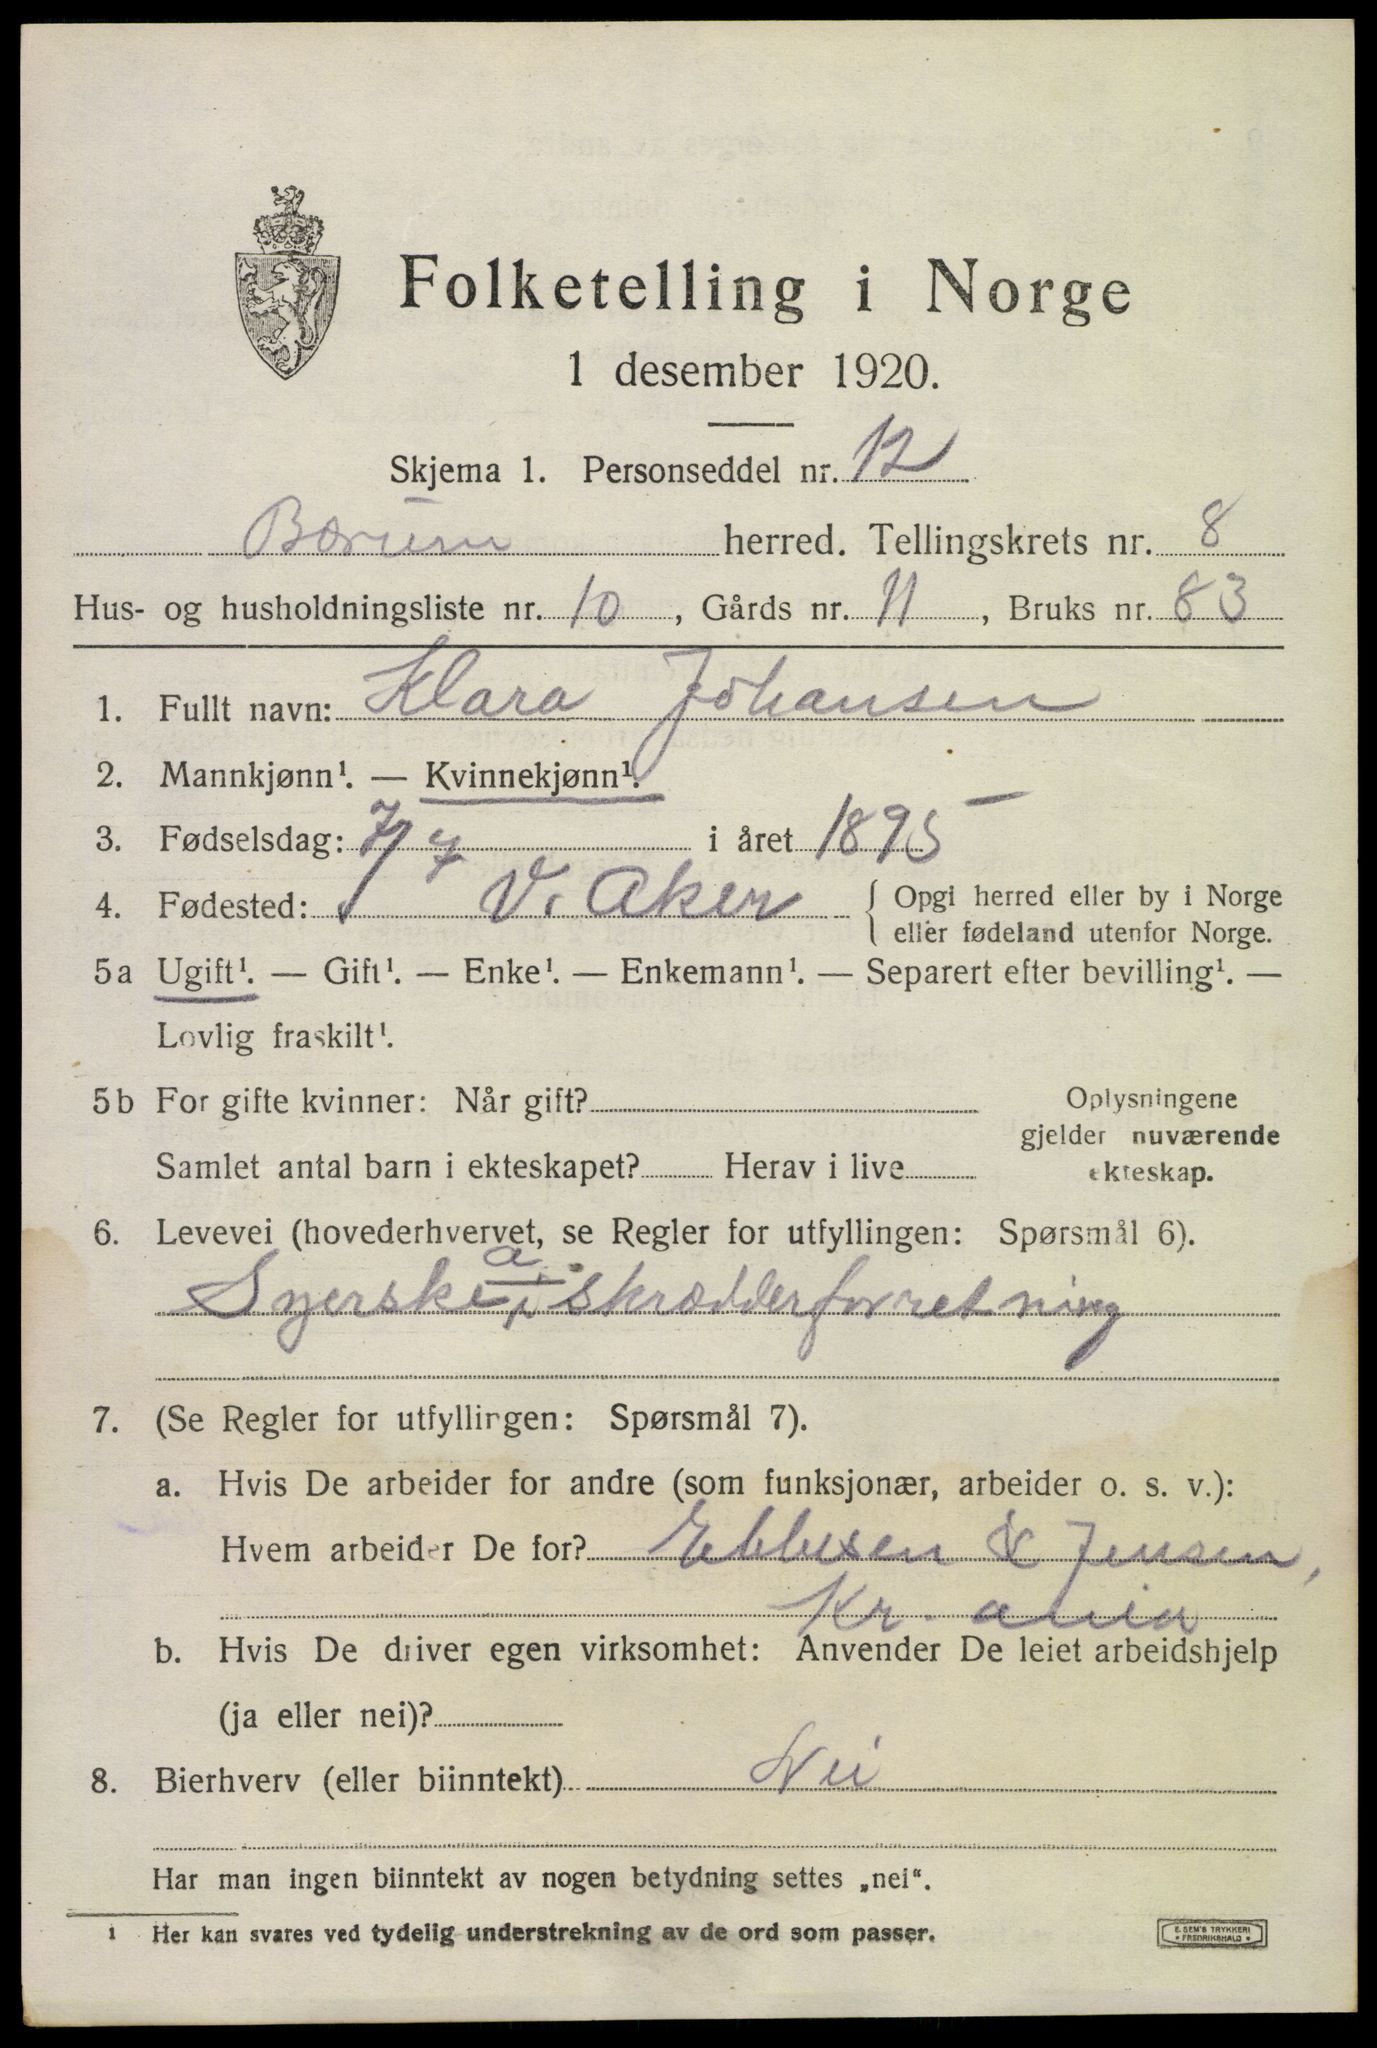 Folketelling i Norge
1 desember 1920.
Skjema 1. Personseddel nr. 12
Bærum herred. Tellingskrets nr. 8
Hus- og husholdningsliste nr. 10, Gårds nr. 11, Bruks nr. 83
1. Fullt navn: Klara Johansen
2. Mannkjønn¹. — Kvinnekjønn¹.
3. Fødselsdag: 7/7 i året 1895
4. Fødested: V. Aker { Opgi herred eller by i Norge
eller fødeland utenfor Norge.
5a Ugift¹. — Gift¹. — Enke¹. — Enkemann¹. — Separert efter bevilling¹. —
Lovlig fraskilt¹.
5b For gifte kvinner: Når gift? Oplysningene
gjelder nuværende
Samlet antal barn i ekteskapet? Herav i live ekteskap.
6. Levevei (hovederhvervet, se Regler for utfyllingen: Spørsmål 6).
a
Syerske i skrædderforretning
7. (Se Regler for utfyllingen: Spørsmål 7).
a. Hvis De arbeider for andre (som funksjonær, arbeider o. s. v.):
Hvem arbeider De for? Ebbesen & Jensen,
Kr. ania
b. Hvis De driver egen virksomhet: Anvender De leiet arbeidshjelp
(ja eller nei)?
8. Bierhverv (eller biinntekt) Nei
Har man ingen biinntekt av nogen betydning settes „nei“.
¹ Her kan svares ved tydelig understrekning av de ord som passer.
E. SEM'S TRYKKERI
• FREDRIKSHALD •